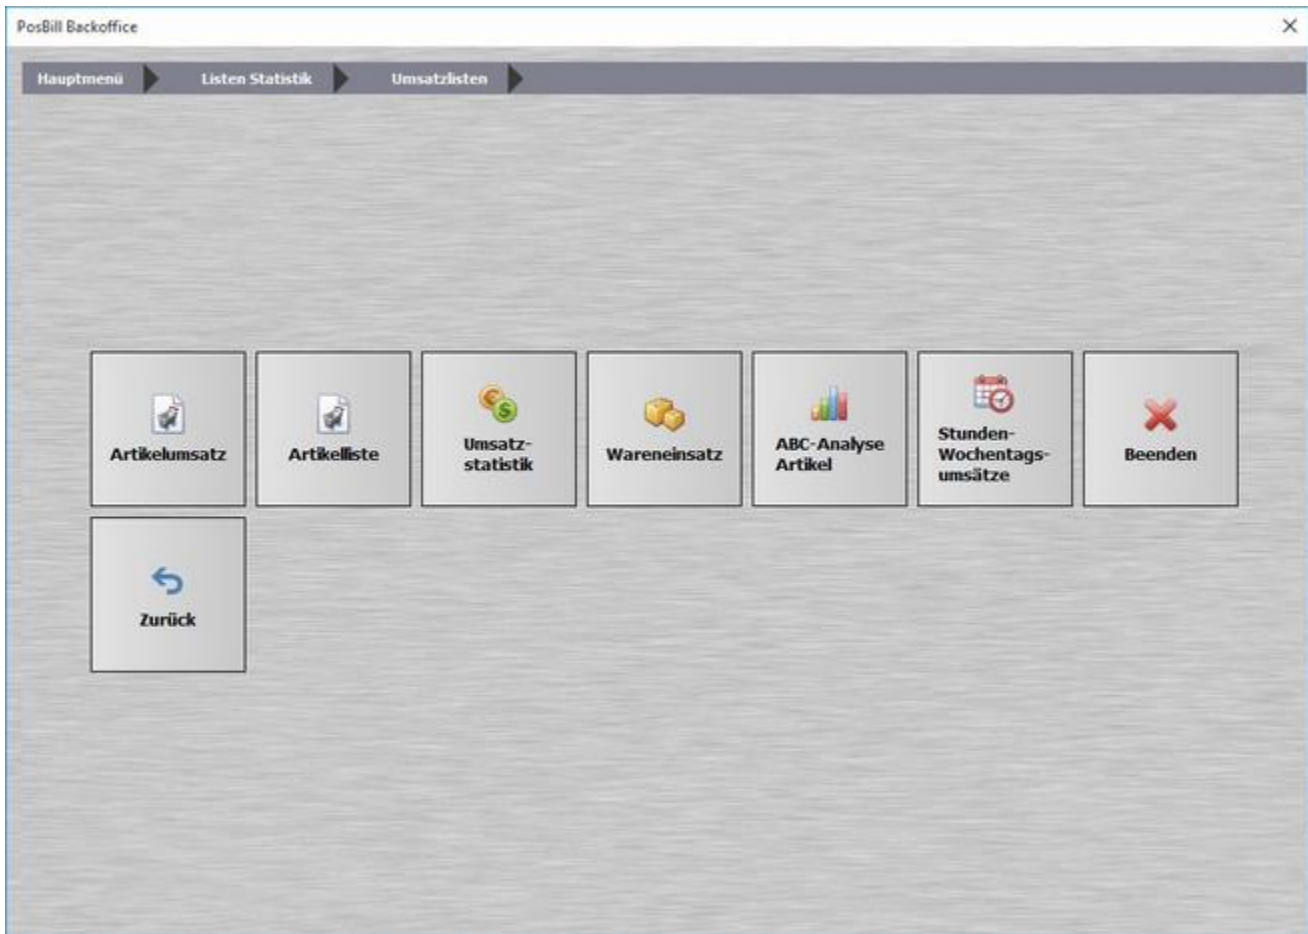 PosBill Backoffice
Hauptmenü
Listen Statistik
Umsatzlisten
Artikelumsatz
Artikelliste
Umsatz-
statistik
Wareneinsatz
ABC-Analyse
Artikel
Stunden-
Wochentags-
umsätze
Beenden
Zurück